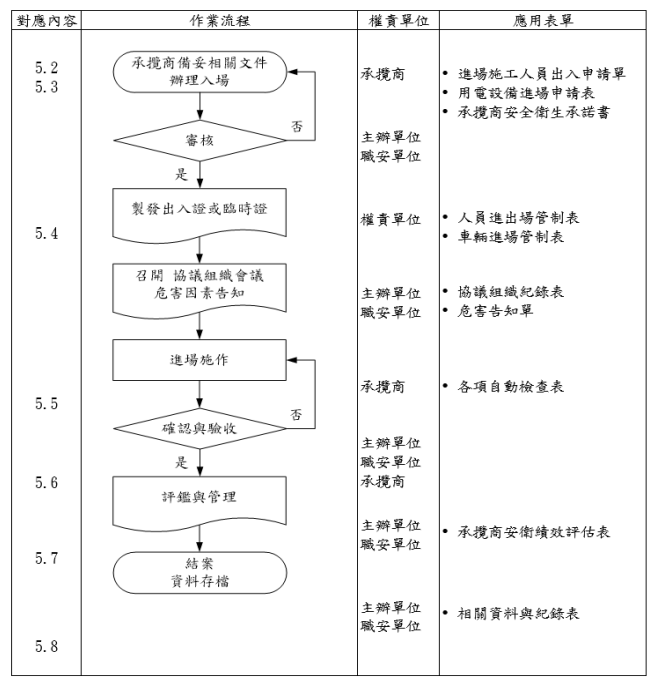 對應內容 作業流程 權責單位 應用表單
5.2
5.3
承攬商備妥相關文件
辦理入場
承攬商
• 進場施工人員出入申請單
• 用電設備進場申請表
• 承攬商安全衛生承諾書
否
審核
主辦單位
職安單位
是
5.4
製發出入證或臨時證
權責單位
• 人員進出場管制表
• 車輛進場管制表
召開 協議組織會議
危害因素告知
主辦單位
職安單位
• 協議組織紀錄表
• 危害告知單
進場施作
承攬商
• 各項自動檢查表
5.5
否
確認與驗收
主辦單位
職安單位
承攬商
是
5.6
評鑑與管理
主辦單位
職安單位
• 承攬商安衛績效評估表
5.7
結案
資料存檔
主辦單位
職安單位
• 相關資料與紀錄表
5.8